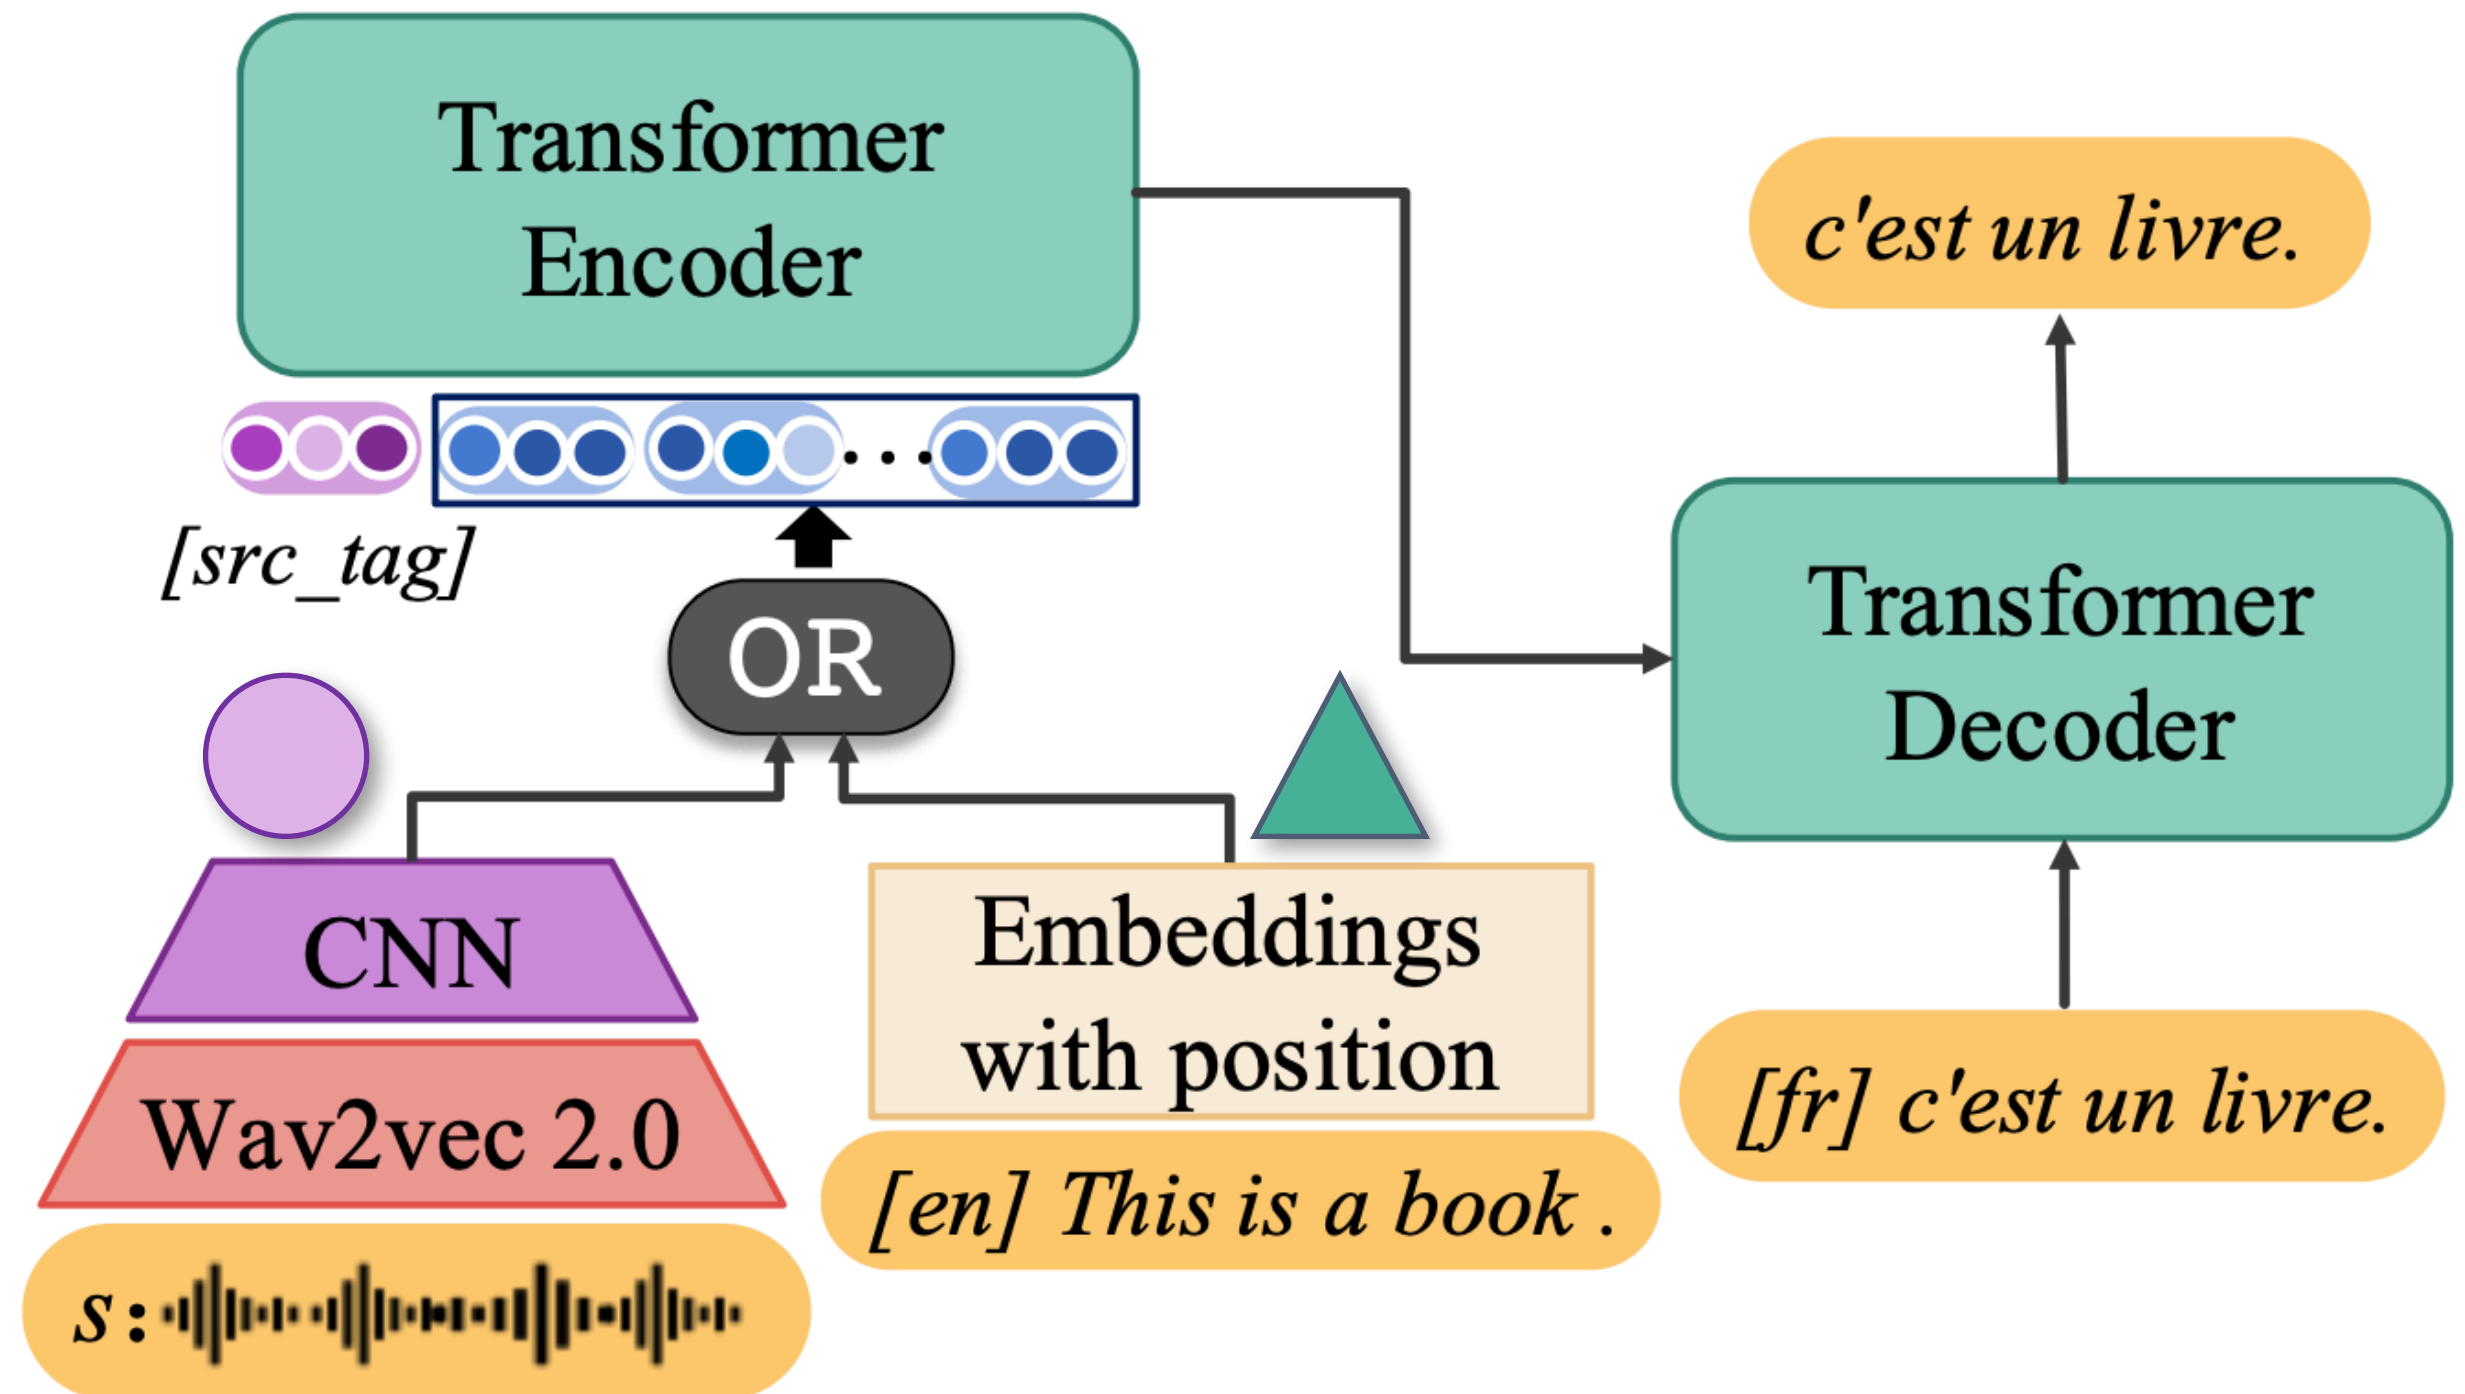 Transformer
Encoder
[src_tag]
OR
CNN
Wav2vec 2.0
s:
Embeddings
with position
[en] This is a book .
c'est un livre.
Transformer
Decoder
[fr] c'est un livre.